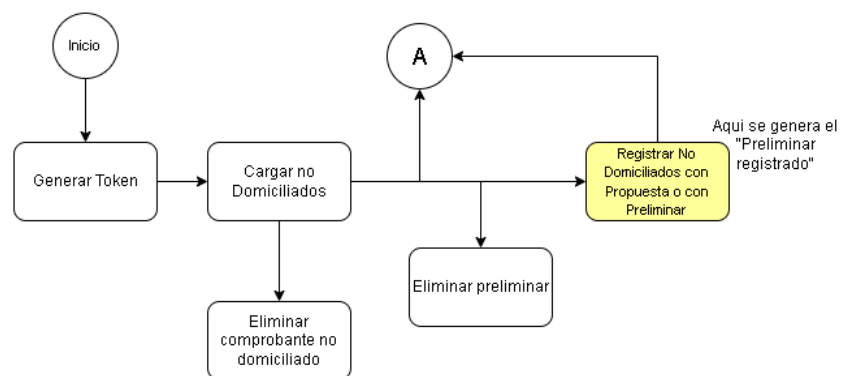 Inicio
A
Aqui se genera el
"Preliminar
registrado"
Generar Token
Cargar no
Domiciliados
Registrar No
Domiciliados con
Propuesta o con
Preliminar
Eliminar preliminar
Eliminar
comprobante no
domiciliado